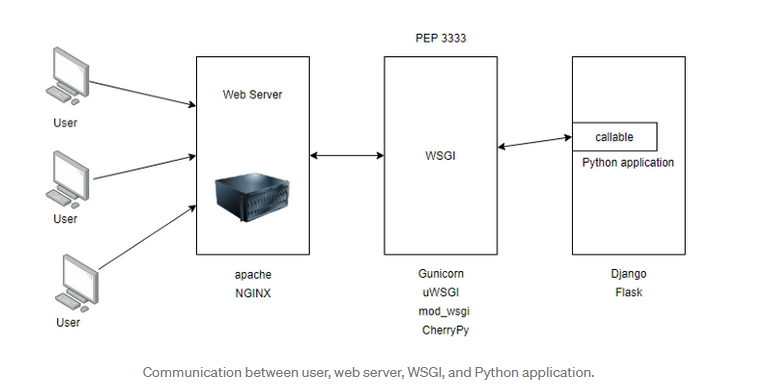 PEP 3333
Web Server
User
User
User
WSGI
callable
Python application
apache
NGINX
Gunicorn
uWSGI
mod_wsgi
CherryPy
Django
Flask
Communication between user, web server, WSGI, and Python application.